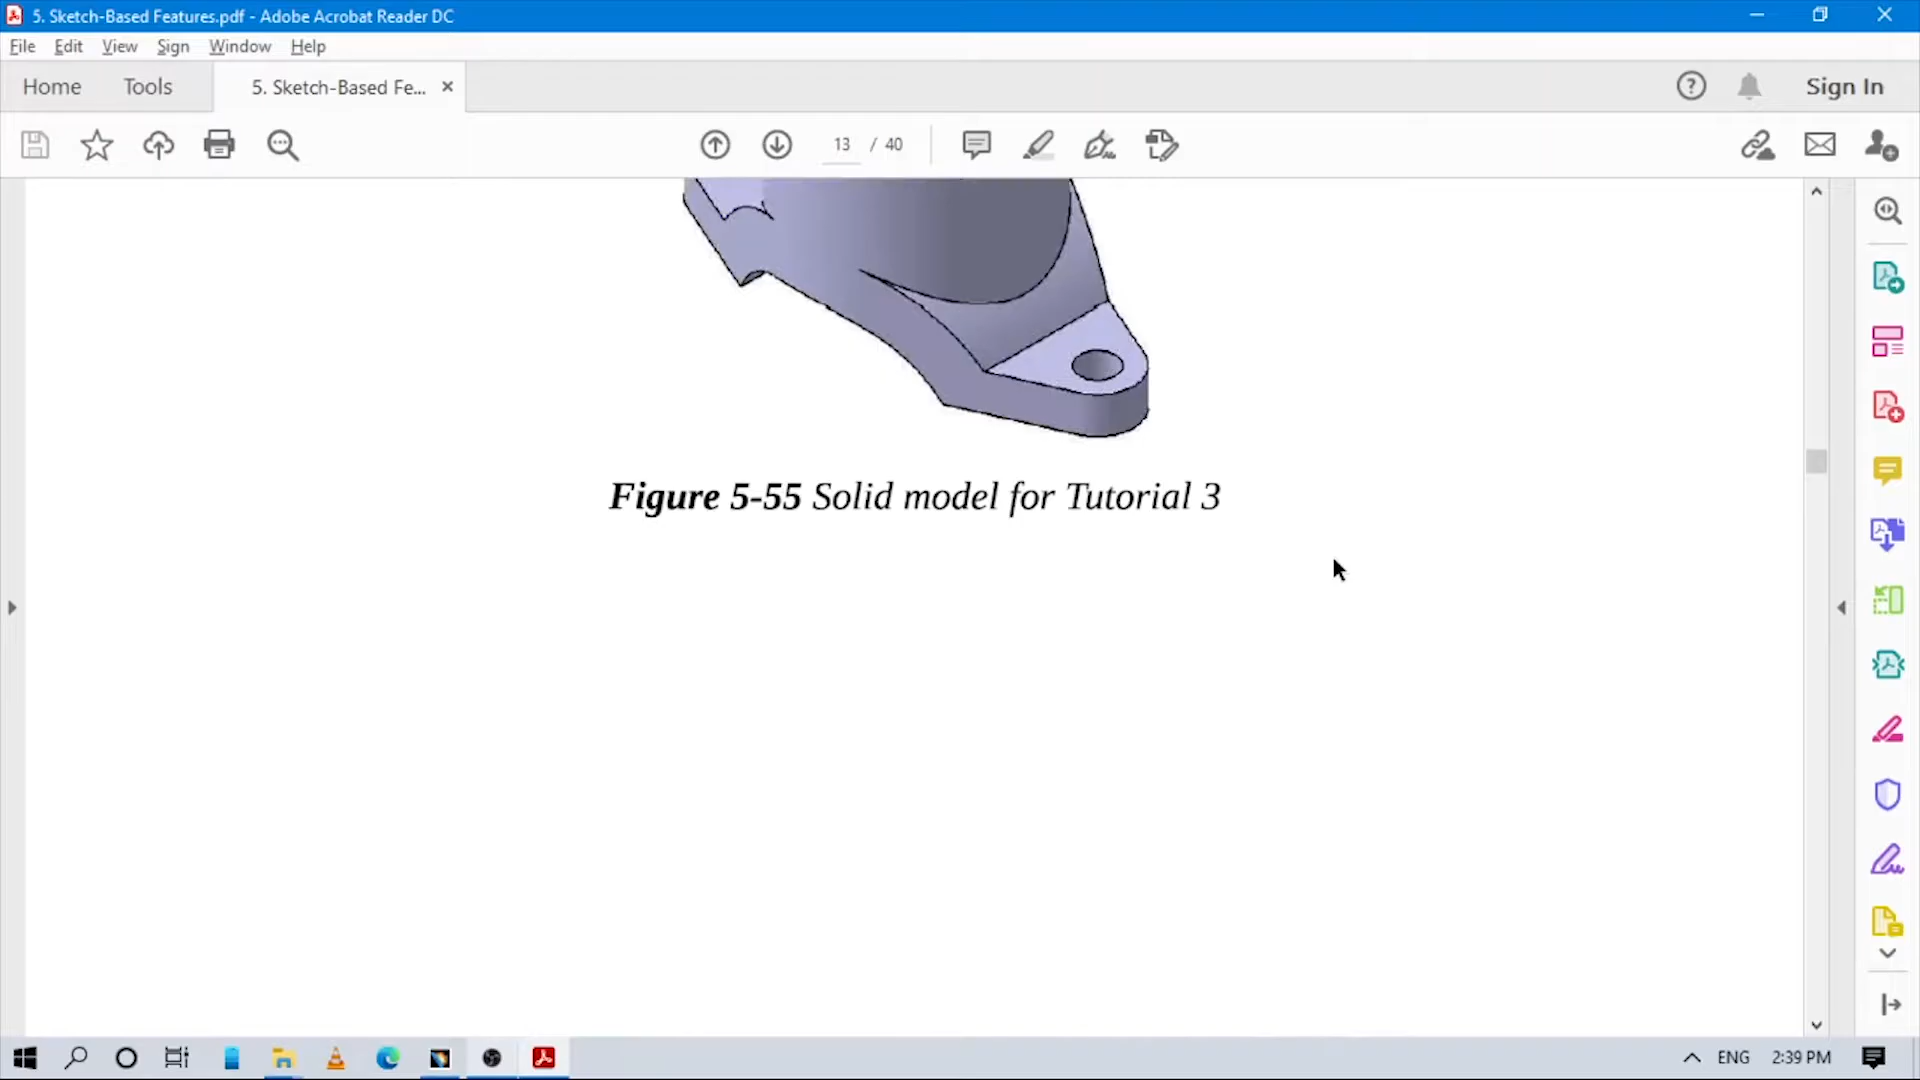 5. Sketch-Based Features.pdf - Adobe Acrobat Reader DC
File Edit View Sign Window Help
Home Tools 5. Sketch-Based Fe... Sign In
13 / 40
Figure 5-55 Solid model for Tutorial 3
ENG 2:39 PM